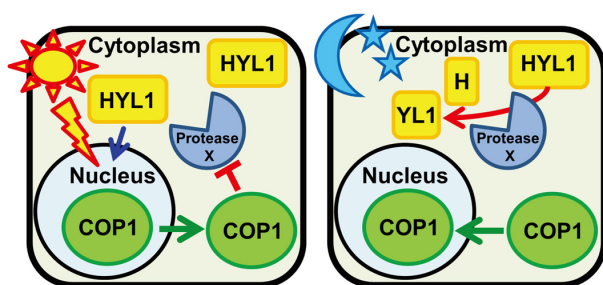 Cytoplasm
HYL1
HYL1
Protease
X
Nucleus
COP1
COP1
Cytoplasm
HYL1
H
YL1
Protease
X
Nucleus
COP1
COP1